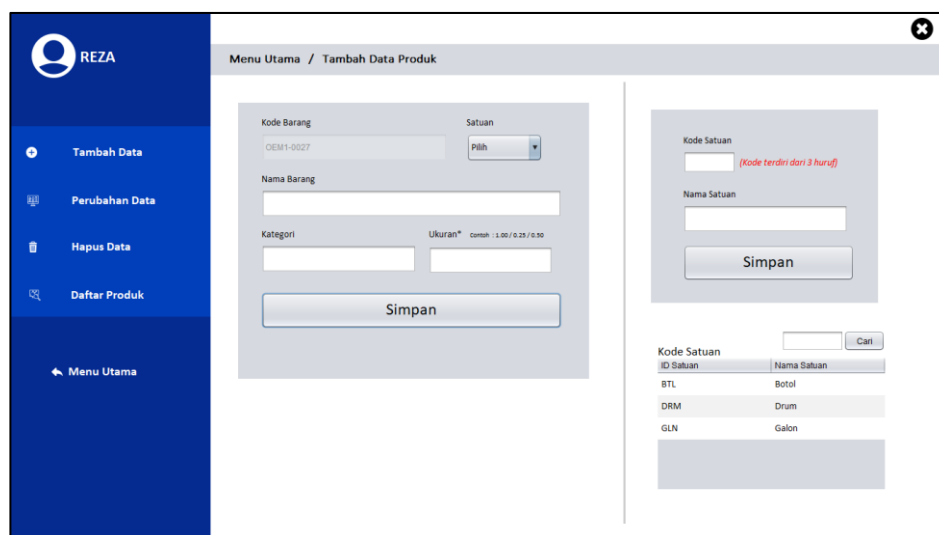 REZA
Menu Utama / Tambah Data Produk
Tambah Data
Perubahan Data
Hapus Data
Daftar Produk
Menu Utama
Kode Barang
Satuan
OEM1-0027
Pilih
Nama Barang
Kategori
Ukuran* Contoh : 1.00 / 0.25 / 0.50
Simpan
Kode Satuan
(Kode terdiri dari 3 huruf)
Nama Satuan
Simpan
Cari
Kode Satuan
ID Satuan Nama Satuan
BTL Botol
DRM Drum
GLN Galon